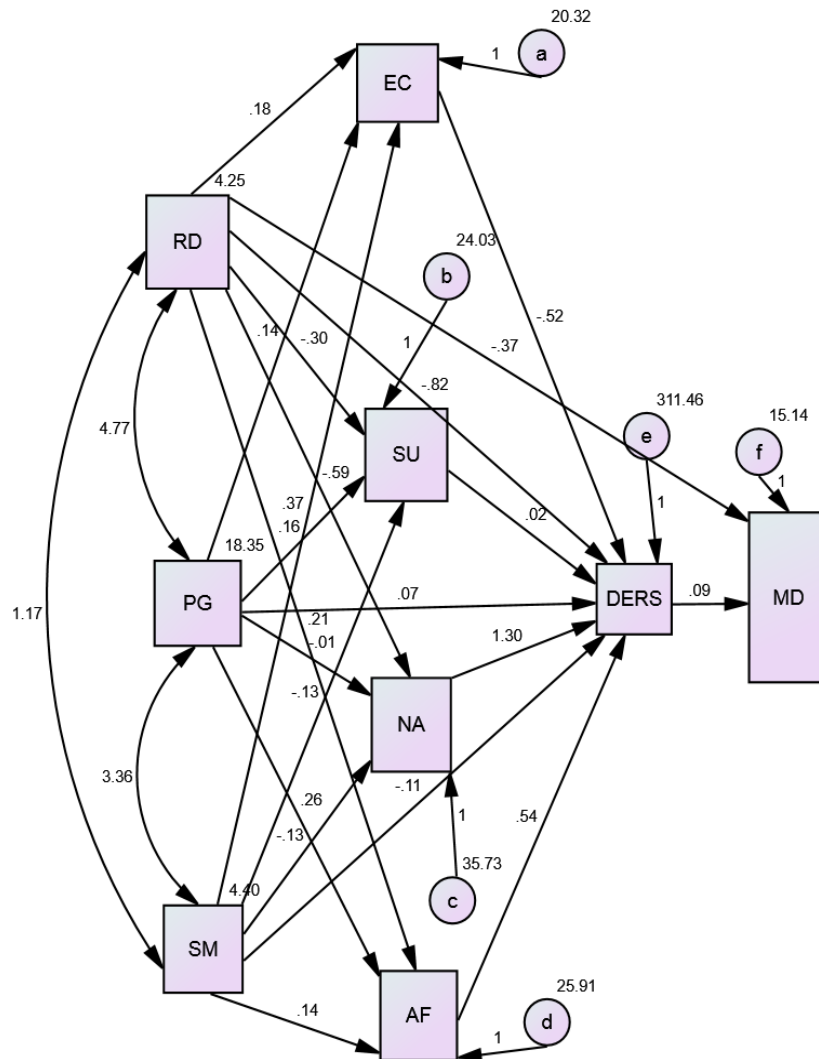 20.32
a
1
EC
.18
4.25
RD
24.03
b
.14
-.30
-.52
-.37
1
-.82
311.46
15.14
e
f
4.77
SU
1
-.59
.37
.16
.02
1
18.35
PG
.07
DERS
.09
MD
1.17
.21
-.01
1.30
-.13
NA
3.36
.26
-.11
-.13
.54
1
35.73
4.40
c
SM
.14
AF
25.91
d
1